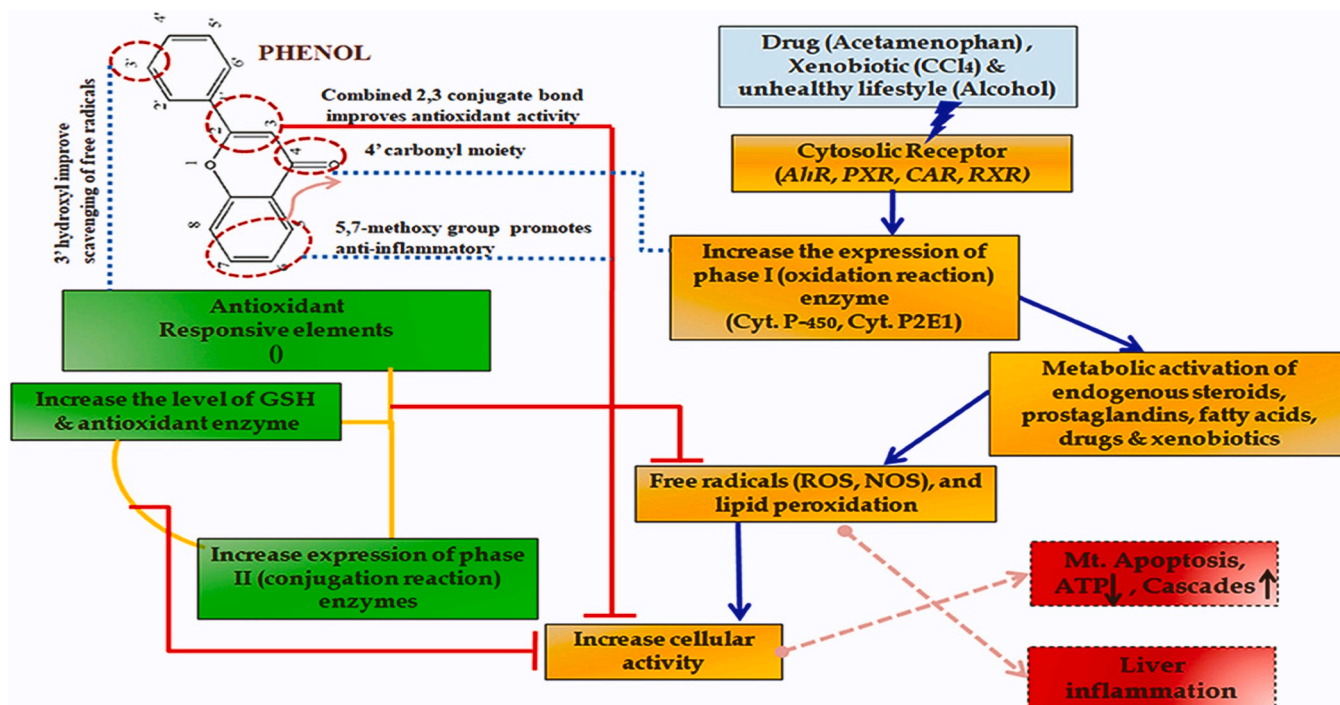 4'
5'
3'
6'
2'
PHENOL
2
3
1
4
O
O
8
5
7
6
3' hydroxyl improve
scavenging of free radicals
Combined 2,3 conjugate bond
improves antioxidant activity
4' carbonyl moiety
5,7-methoxy group promotes
anti-inflammatory
Antioxidant
Responsive elements
()
Increase the level of GSH
& antioxidant enzyme
Increase expression of phase
II (conjugation reaction)
enzymes
Drug (Acetamenophan) ,
Xenobiotic (CCl4) &
unhealthy lifestyle (Alcohol)
Cytosolic Receptor
(AhR, PXR, CAR, RXR)
Increase the expression of
phase I (oxidation reaction)
enzyme
(Cyt. P-450, Cyt. P2E1)
Metabolic activation of
endogenous steroids,
prostaglandins, fatty acids,
drugs & xenobiotics
Free radicals (ROS, NOS), and
lipid peroxidation
Increase cellular
activity
Mt. Apoptosis,
ATP↓ , Cascades↑
Liver
inflammation